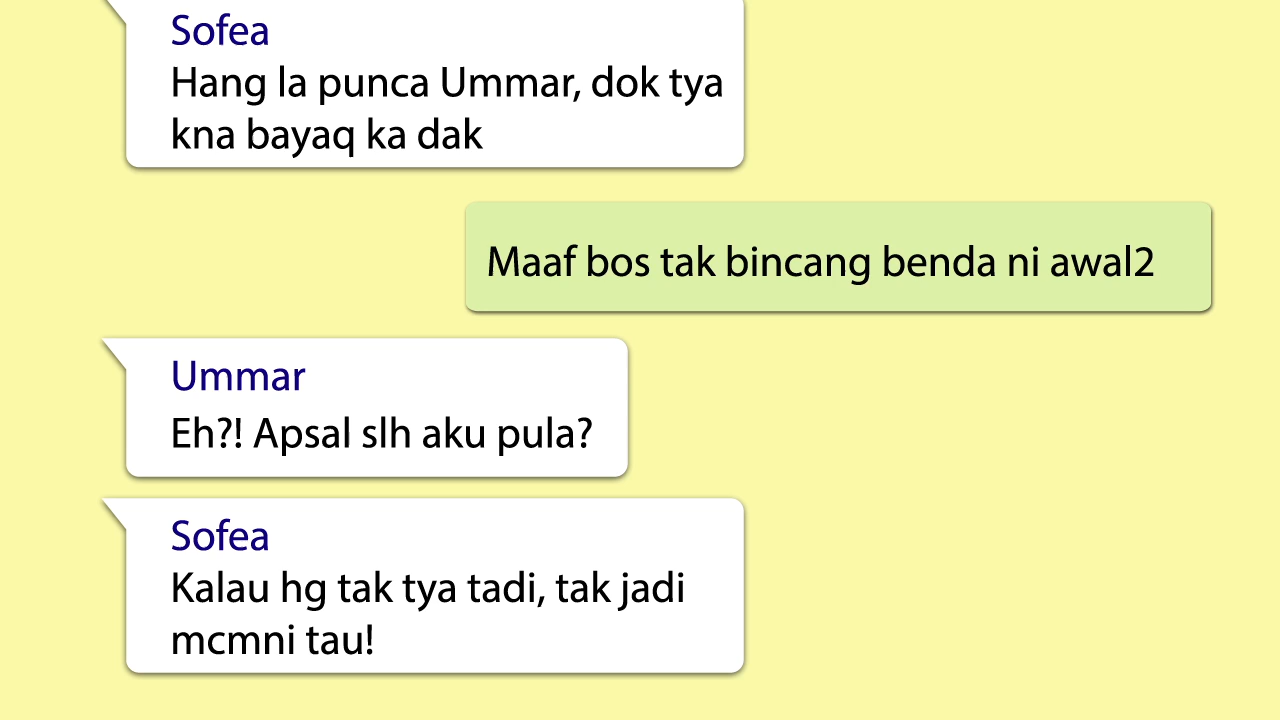 Sofea
Hang la punca Ummar, dok tya
kna bayaq ka dak
Maaf bos tak bincang benda ni awal2
Ummar
Eh?! Apsal slh aku pula?
Sofea
Kalau hg tak tya tadi, tak jadi
mcmni tau!